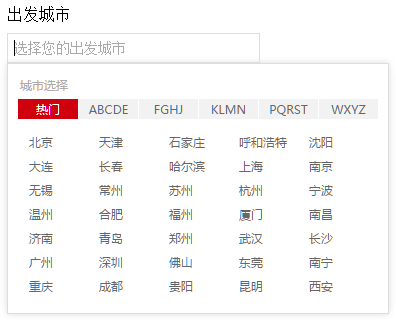 出发城市
选择您的出发城市
城市选择
热门 ABCDE FGHJ KLMN PQRST WXYZ
北京 天津 石家庄 呼和浩特 沈阳
大连 长春 哈尔滨 上海 南京
无锡 常州 苏州 杭州 宁波
温州 合肥 福州 厦门 南昌
济南 青岛 郑州 武汉 长沙
广州 深圳 佛山 东莞 南宁
重庆 成都 贵阳 昆明 西安